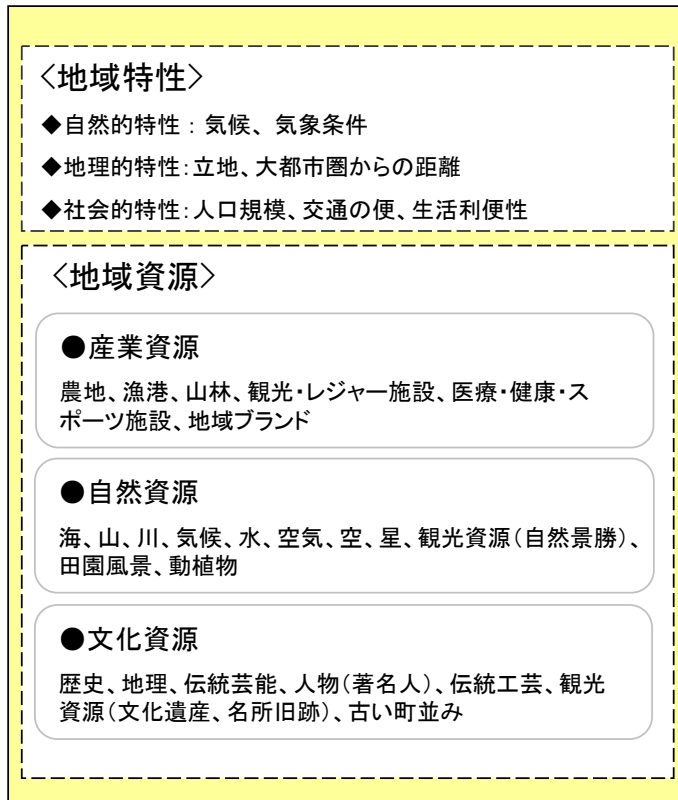 〈地域特性〉
◆自然的特性：気候、気象条件
◆地理的特性：立地、大都市圏からの距離
◆社会的特性：人口規模、交通の便、生活利便性
〈地域資源〉
●産業資源
農地、漁港、山林、観光・レジャー施設、医療・健康・ス
ポーツ施設、地域ブランド
●自然資源
海、山、川、気候、水、空気、空、星、観光資源（自然景勝）、
田園風景、動植物
●文化資源
歴史、地理、伝統芸能、人物（著名人）、伝統工芸、観光
資源（文化遺産、名所旧跡）、古い町並み